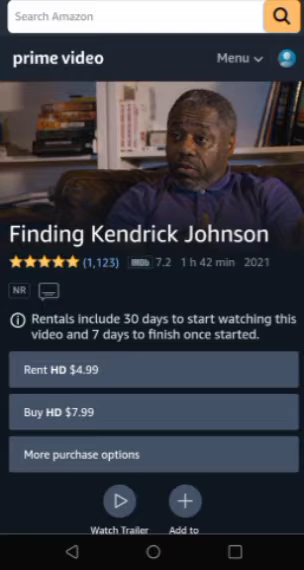 Search Amazon
prime video
Menu
Finding Kendrick Johnson
(1,123) IMDb 7.2 1 h 42 min 2021
NR
Rentals include 30 days to start watching this
video and 7 days to finish once started.
Rent HD $4.99
Buy HD $7.99
More purchase options
Watch Trailer Add to